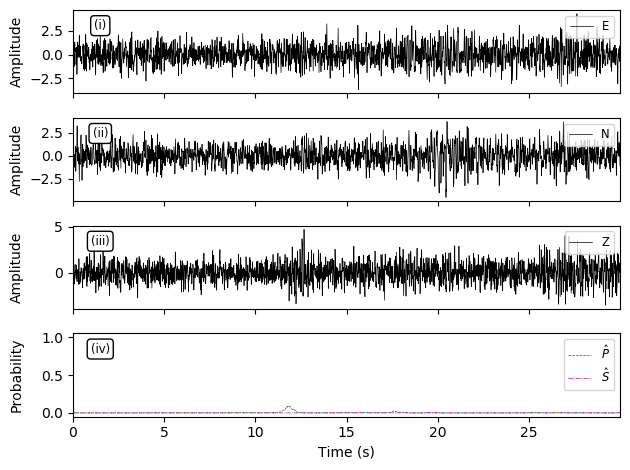 (i)
E
Amplitude
2.5
0.0
−2.5
(ii)
N
Amplitude
2.5
0.0
−2.5
(iii)
Z
Amplitude
5
0
(iv)
P̂
Ŝ
Probability
1.0
0.5
0.0
0 5 10 15 20 25
Time (s)